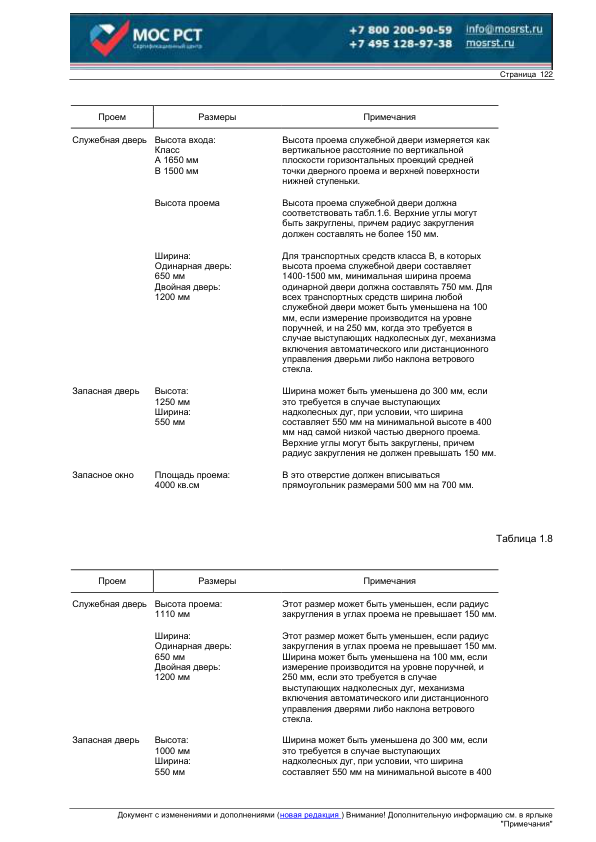 МОС РСТ
Сертификационный центр
+7 800 200-90-59 info@mosrst.ru
+7 495 128-97-38 mosrst.ru
Страница 122
Проем Размеры Примечания
Служебная дверь Высота входа: Высота проема служебной двери измеряется как
Класс вертикальное расстояние по вертикальной
А 1650 мм плоскости горизонтальных проекций средней
В 1500 мм точки дверного проема и верхней поверхности
нижней ступеньки.
Высота проема Высота проема служебной двери должна
соответствовать табл.1.6. Верхние углы могут
быть закруглены, причем радиус закругления
должен составлять не более 150 мм.
Ширина: Для транспортных средств класса В, в которых
Одинарная дверь: высота проема служебной двери составляет
650 мм 1400-1500 мм, минимальная ширина проема
Двойная дверь: одинарной двери должна составлять 750 мм. Для
1200 мм всех транспортных средств ширина любой
служебной двери может быть уменьшена на 100
мм, если измерение производится на уровне
поручней, и на 250 мм, когда это требуется в
случае выступающих надколесных дуг, механизма
включения автоматического или дистанционного
управления дверьми либо наклона ветрового
стекла.
Запасная дверь Высота: Ширина может быть уменьшена до 300 мм, если
1250 мм это требуется в случае выступающих
Ширина: надколесных дуг, при условии, что ширина
550 мм составляет 550 мм на минимальной высоте в 400
мм над самой низкой частью дверного проема.
Верхние углы могут быть закруглены, причем
радиус закругления не должен превышать 150 мм.
Запасное окно Площадь проема: В это отверстие должен вписываться
4000 кв.см прямоугольник размерами 500 мм на 700 мм.
Таблица 1.8
Проем Размеры Примечания
Служебная дверь Высота проема: Этот размер может быть уменьшен, если радиус
1110 мм закругления в углах проема не превышает 150 мм.
Ширина: Этот размер может быть уменьшен, если радиус
Одинарная дверь: закругления в углах проема не превышает 150 мм.
650 мм Ширина может быть уменьшена на 100 мм, если
Двойная дверь: измерение производится на уровне поручней, и
1200 мм 250 мм, если это требуется в случае
выступающих надколесных дуг, механизма
включения автоматического или дистанционного
управления дверями либо наклона ветрового
стекла.
Запасная дверь Высота: Ширина может быть уменьшена до 300 мм, если
1000 мм это требуется в случае выступающих
Ширина: надколесных дуг, при условии, что ширина
550 мм составляет 550 мм на минимальной высоте в 400
Документ с изменениями и дополнениями (новая редакция ) Внимание! Дополнительную информацию см. в ярлыке
"Примечания"